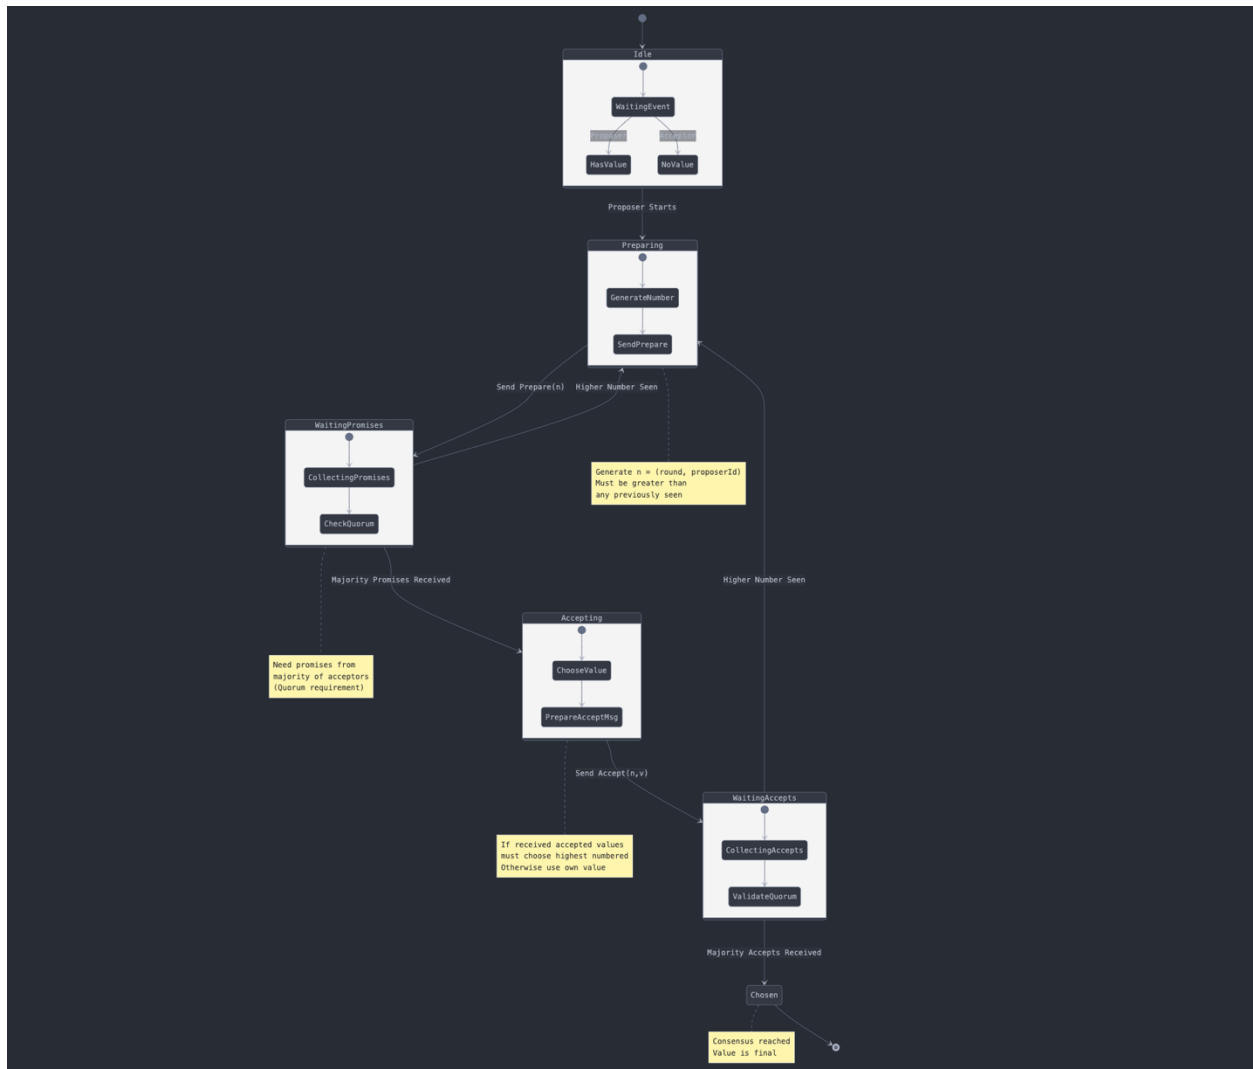 Idle
WaitingEvent
Proposer
Acceptor
HasValue
NoValue
Proposer Starts
Preparing
GenerateNumber
SendPrepare
Send Prepare(n)
Higher Number Seen
WaitingPromises
CollectingPromises
CheckQuorum
Generate n = (round, proposerId)
Must be greater than
any previously seen
Majority Promises Received
Higher Number Seen
Accepting
ChooseValue
PrepareAcceptMsg
Need promises from
majority of acceptors
(Quorum requirement)
Send Accept(n,v)
WaitingAccepts
CollectingAccepts
ValidateQuorum
If received accepted values
must choose highest numbered
Otherwise use own value
Majority Accepts Received
Chosen
Consensus reached
Value is final